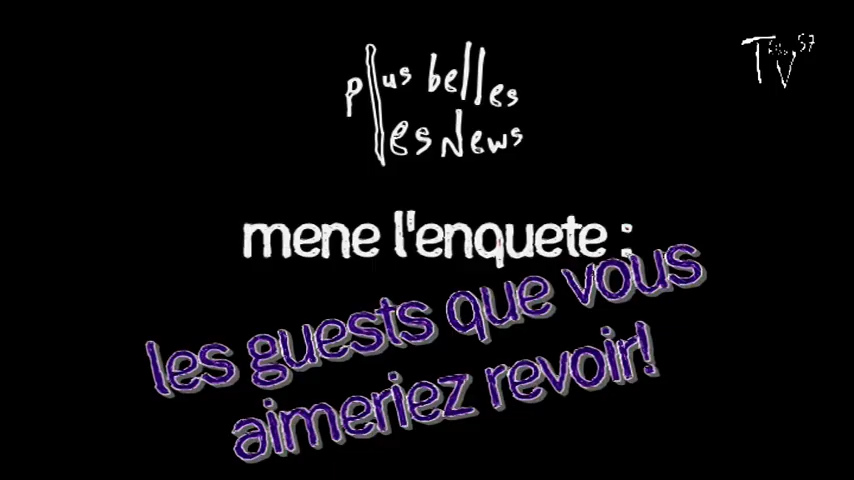 plus belles
les News
mene l'enquete :
les guests que vous
aimeriez revoir!